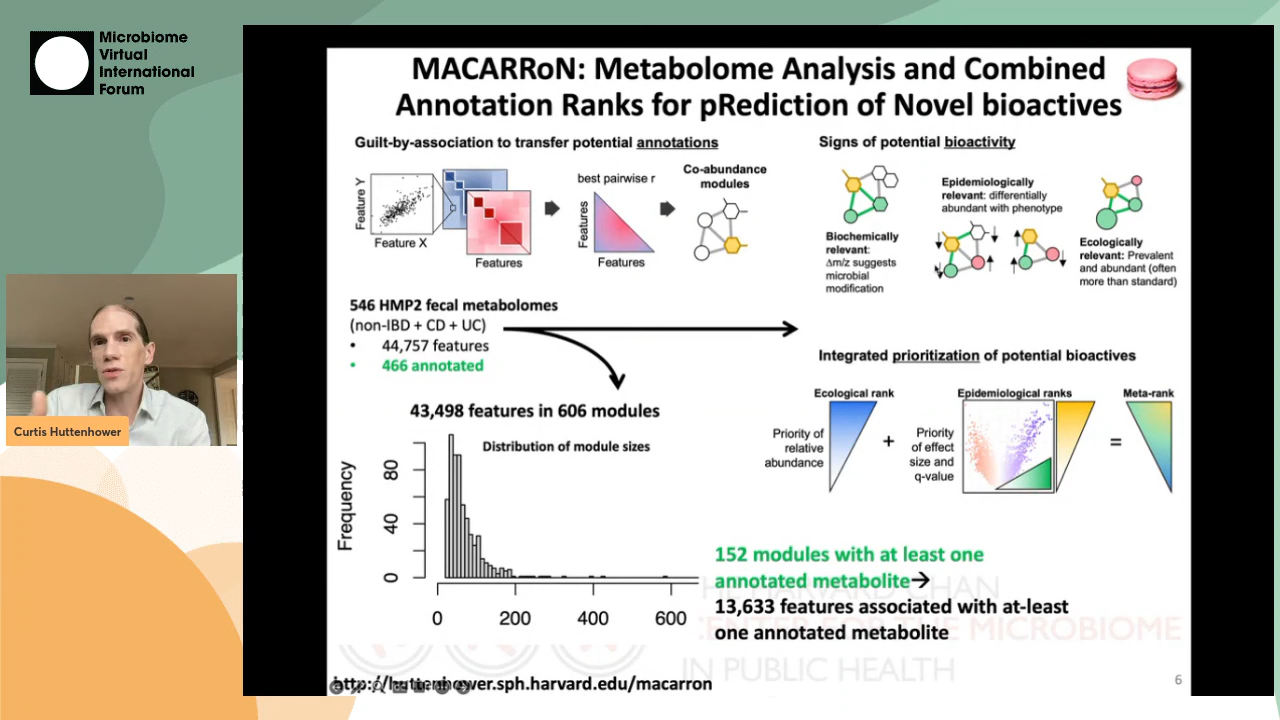 Microbiome
Virtual
International
Forum
MACARRoN: Metabolome Analysis and Combined
Annotation Ranks for pRediction of Novel bioactives
Guilt-by-association to transfer potential annotations
Feature Y
Feature X
Features
best pairwise r
Features
Features
Co-abundance
modules
Signs of potential bioactivity
Biochemically
relevant:
Δm/z suggests
microbial
modification
Epidemiologically
relevant: differentially
abundant with phenotype
Ecologically
relevant: Prevalent
and abundant (often
more than standard)
546 HMP2 fecal metabolomes
(non-IBD + CD + UC)
• 44,757 features
• 466 annotated
43,498 features in 606 modules
Distribution of module sizes
Frequency
0 40 80
0 200 400 600
Integrated prioritization of potential bioactives
Ecological rank
Priority of
relative
abundance
+
Epidemiological ranks
Priority
of effect
size and
q-value
=
Meta-rank
152 modules with at least one
annotated metabolite→
13,633 features associated with at-least
one annotated metabolite
THE HARVARD CHAN
CENTER FOR THE MICROBIOME
IN PUBLIC HEALTH
http://huttenhower.sph.harvard.edu/macarron
6
Curtis Huttenhower